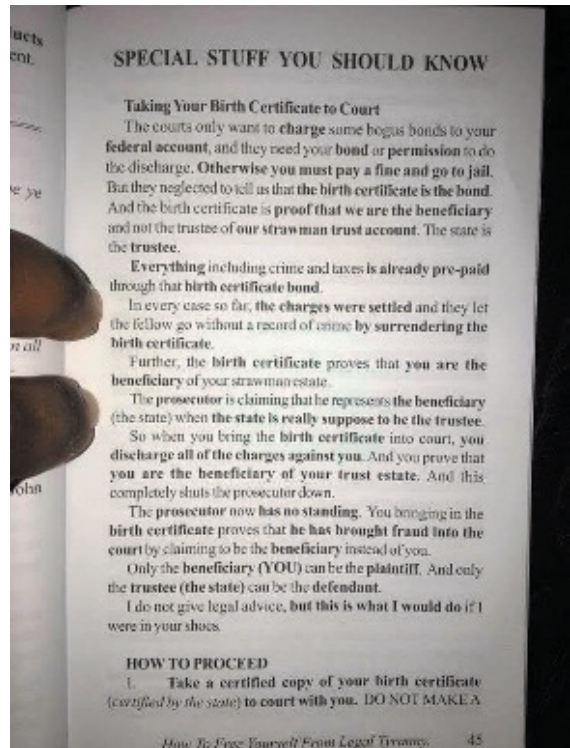 ucts
ent.
SPECIAL STUFF YOU SHOULD KNOW
Taking Your Birth Certificate to Court
The courts only want to charge some bogus bonds to your
federal account, and they need your bond or permission to do
the discharge. Otherwise you must pay a fine and go to jail.
But they neglected to tell us that the birth certificate is the bond.
And the birth certificate is proof that we are the beneficiary
and not the trustee of our strawman trust account. The state is
the trustee.
Everything including crime and taxes is already pre-paid
through that birth certificate bond.
In every case so far, the charges were settled and they let
the fellow go without a record of crime by surrendering the
birth certificate.
Further, the birth certificate proves that you are the
beneficiary of your strawman estate.
The prosecutor is claiming that he represents the beneficiary
(the state) when the state is really suppose to be the trustee.
So when you bring the birth certificate into court, you
discharge all of the charges against you. And you prove that
you are the beneficiary of your trust estate. And this
completely shuts the prosecutor down.
The prosecutor now has no standing. You bringing in the
birth certificate proves that he has brought fraud into the
court by claiming to be the beneficiary instead of you.
Only the beneficiary (YOU) can be the plaintiff. And only
the trustee (the state) can be the defendant.
I do not give legal advice, but this is what I would do if I
were in your shoes.
HOW TO PROCEED
1. Take a certified copy of your birth certificate
(certified by the state) to court with you. DO NOT MAKE A
How To Free Yourself From Legal Tyranny 45
ye
n all
ohn